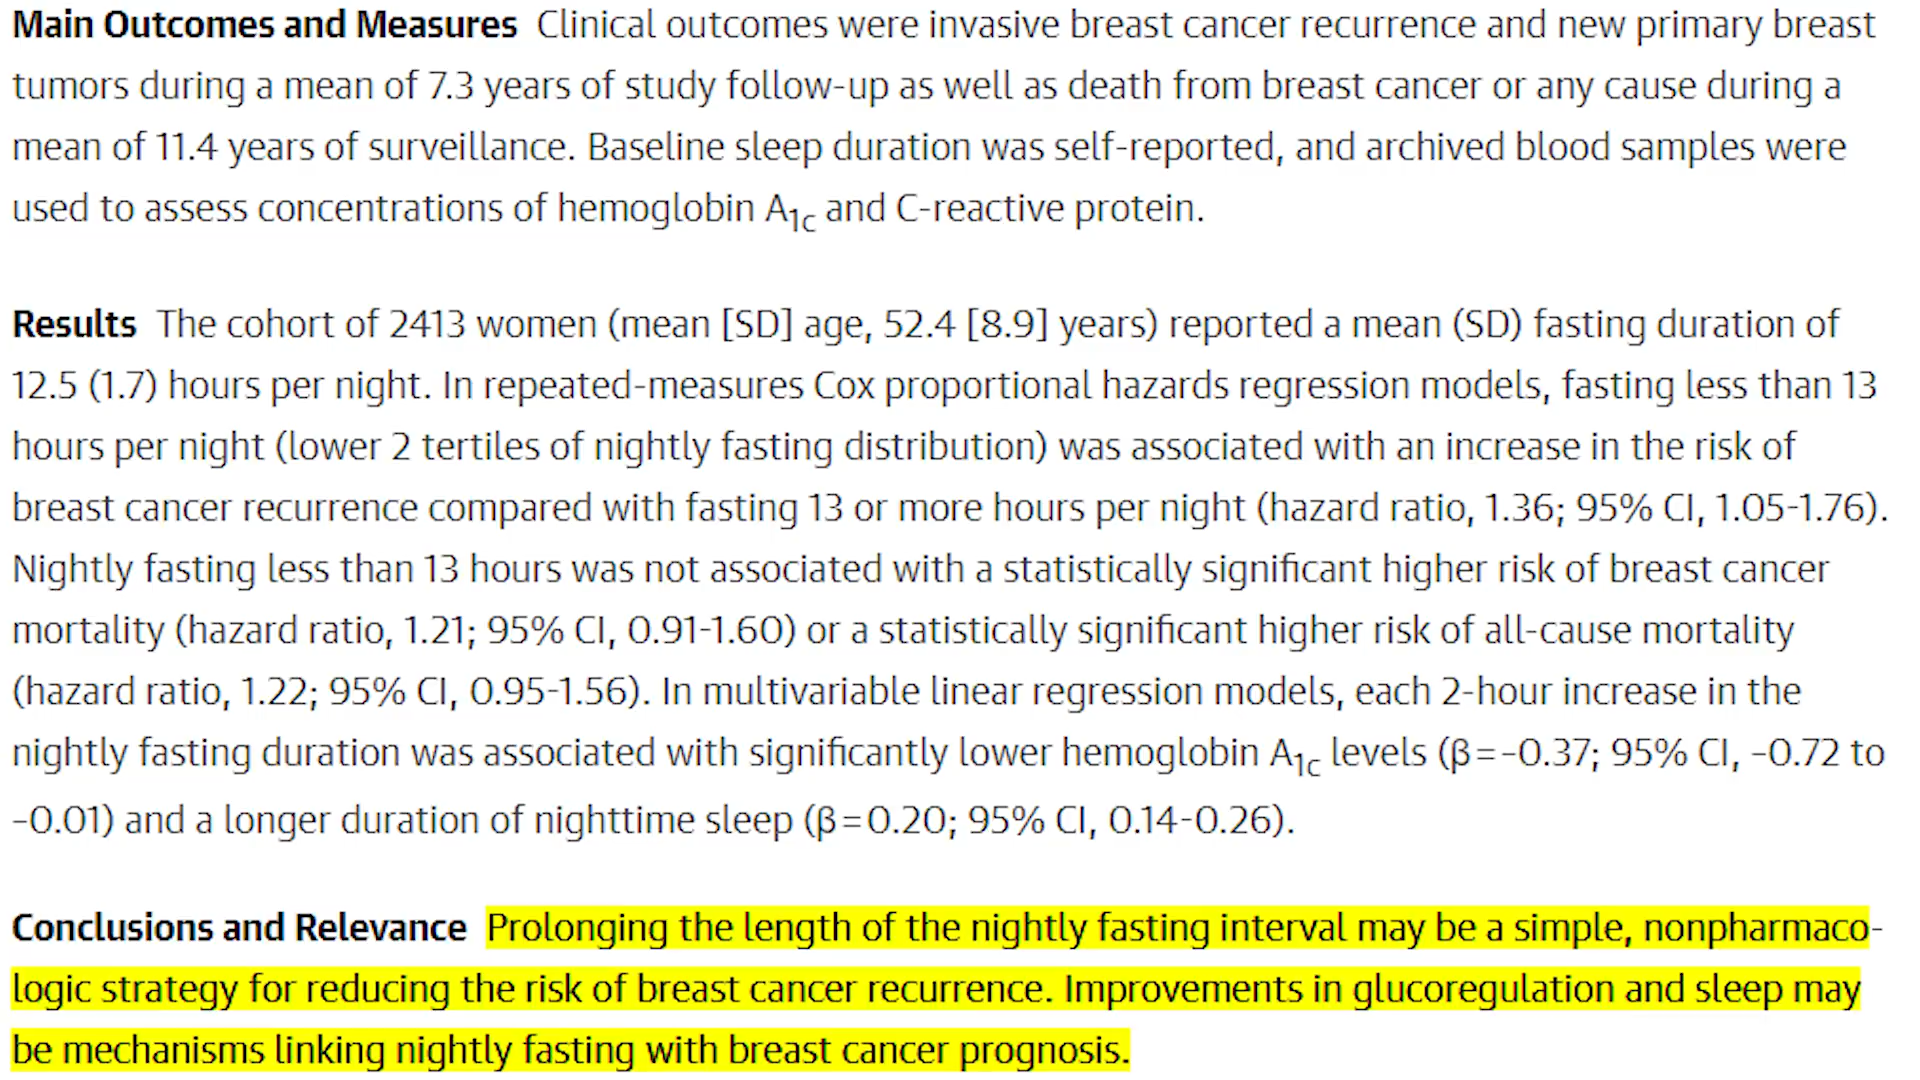 Main Outcomes and Measures Clinical outcomes were invasive breast cancer recurrence and new primary breast
tumors during a mean of 7.3 years of study follow-up as well as death from breast cancer or any cause during a
mean of 11.4 years of surveillance. Baseline sleep duration was self-reported, and archived blood samples were
used to assess concentrations of hemoglobin A1c and C-reactive protein.
Results The cohort of 2413 women (mean [SD] age, 52.4 [8.9] years) reported a mean (SD) fasting duration of
12.5 (1.7) hours per night. In repeated-measures Cox proportional hazards regression models, fasting less than 13
hours per night (lower 2 tertiles of nightly fasting distribution) was associated with an increase in the risk of
breast cancer recurrence compared with fasting 13 or more hours per night (hazard ratio, 1.36; 95% CI, 1.05-1.76).
Nightly fasting less than 13 hours was not associated with a statistically significant higher risk of breast cancer
mortality (hazard ratio, 1.21; 95% CI, 0.91-1.60) or a statistically significant higher risk of all-cause mortality
(hazard ratio, 1.22; 95% CI, 0.95-1.56). In multivariable linear regression models, each 2-hour increase in the
nightly fasting duration was associated with significantly lower hemoglobin A1c levels (β=−0.37; 95% CI, −0.72 to
−0.01) and a longer duration of nighttime sleep (β=0.20; 95% CI, 0.14-0.26).
Conclusions and Relevance Prolonging the length of the nightly fasting interval may be a simple, nonpharmaco-
logic strategy for reducing the risk of breast cancer recurrence. Improvements in glucoregulation and sleep may
be mechanisms linking nightly fasting with breast cancer prognosis.